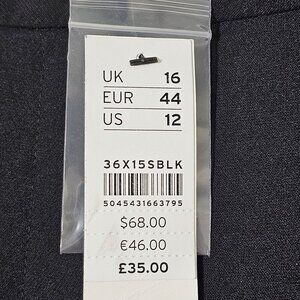 UK 16
EUR 44
US 12
36X15SBLK
5045431663795
$68.00
€46.00
£35.00